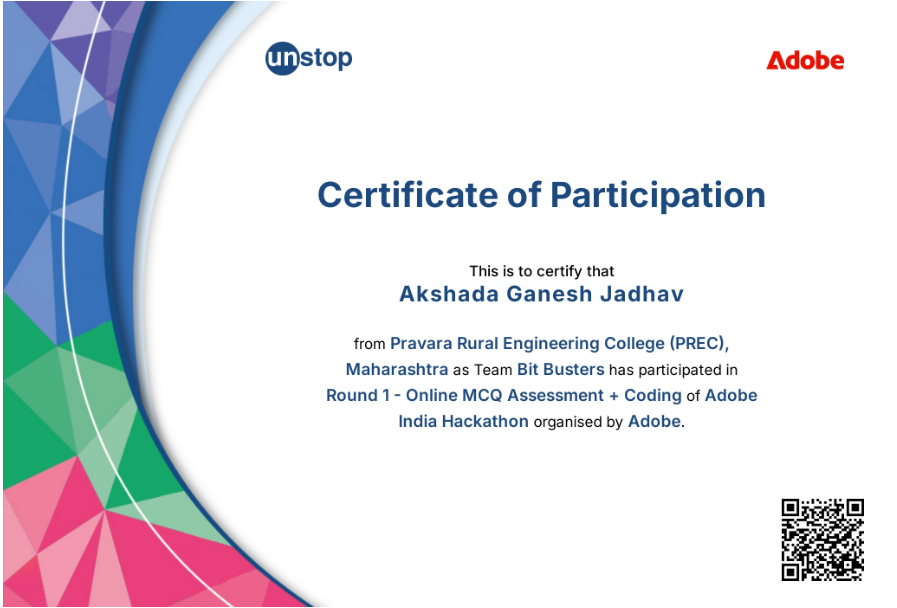 unstop
Adobe
Certificate of Participation
This is to certify that
Akshada Ganesh Jadhav
from Pravara Rural Engineering College (PREC),
Maharashtra as Team Bit Busters has participated in
Round 1 - Online MCQ Assessment + Coding of Adobe
India Hackathon organised by Adobe.